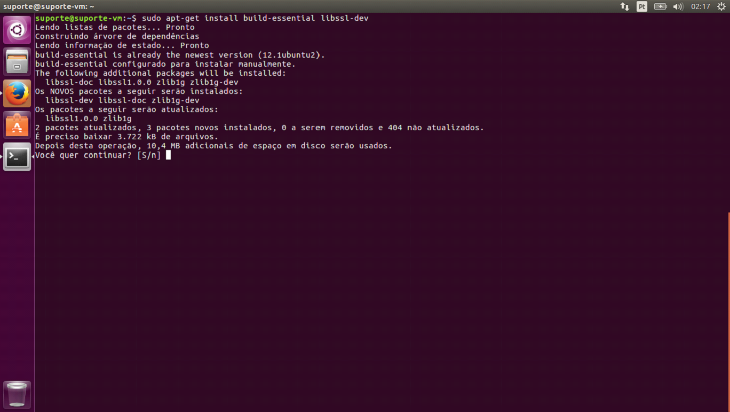 suporte@suporte-vm: ~
Pt
02:17
suporte@suporte-vm:~$ sudo apt-get install build-essential libssl-dev
Lendo listas de pacotes... Pronto
Construindo árvore de dependências
Lendo informação de estado... Pronto
build-essential is already the newest version (12.1ubuntu2).
build-essential configurado para instalar manualmente.
The following additional packages will be installed:
libssl-doc libssl1.0.0 zlib1g zlib1g-dev
Os NOVOS pacotes a seguir serão instalados:
libssl-dev libssl-doc zlib1g-dev
Os pacotes a seguir serão atualizados:
libssl1.0.0 zlib1g
2 pacotes atualizados, 3 pacotes novos instalados, 0 a serem removidos e 404 não atualizados.
É preciso baixar 3.722 kB de arquivos.
Depois desta operação, 10,4 MB adicionais de espaço em disco serão usados.
Você quer continuar? [S/n]